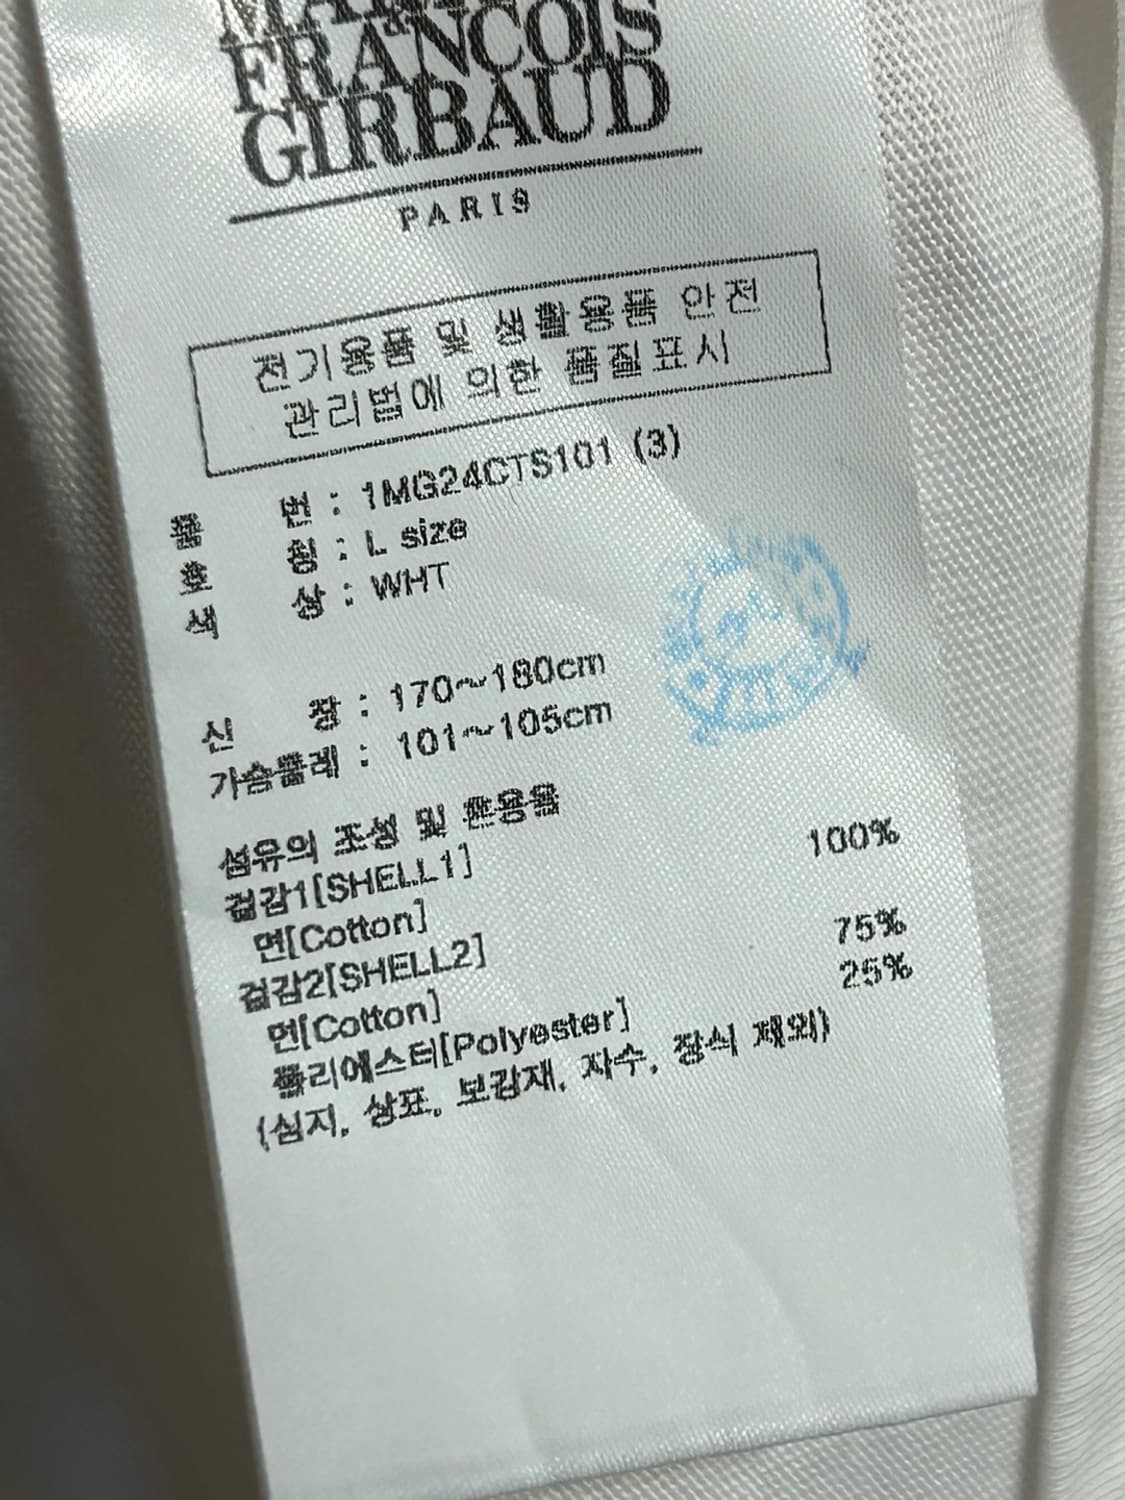 &
FRANÇOIS
GIRBAUD
PARIS
전기용품 및 생활용품 안전
관리법에 의한 품질표시
품 번 : 1MG24CTS101 (3)
호 칭 : L size
색 상 : WHT
신 장 : 170~180cm
가슴둘레 : 101~105cm
섬유의 조성 및 혼용율
겉감1[SHELL1]
면[Cotton] 100%
겉감2[SHELL2]
면[Cotton] 75%
폴리에스터[Polyester] 25%
(심지, 상표, 보강재, 자수, 장식 제외)